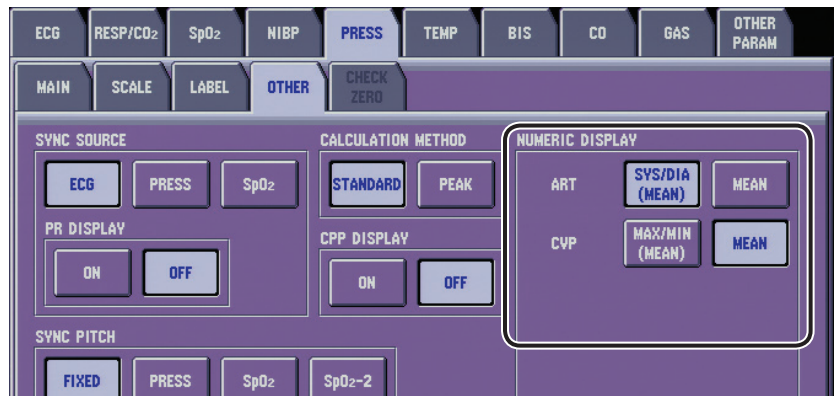 ECG RESP/CO2 SpO2 NIBP PRESS TEMP BIS CO GAS OTHER PARAM
MAIN SCALE LABEL OTHER CHECK ZERO
SYNC SOURCE
ECG PRESS SpO2
PR DISPLAY
ON OFF
CALCULATION METHOD
STANDARD PEAK
CPP DISPLAY
ON OFF
NUMERIC DISPLAY
ART SYS/DIA (MEAN) MEAN
CVP MAX/MIN (MEAN) MEAN
SYNC PITCH
FIXED PRESS SpO2 SpO2-2